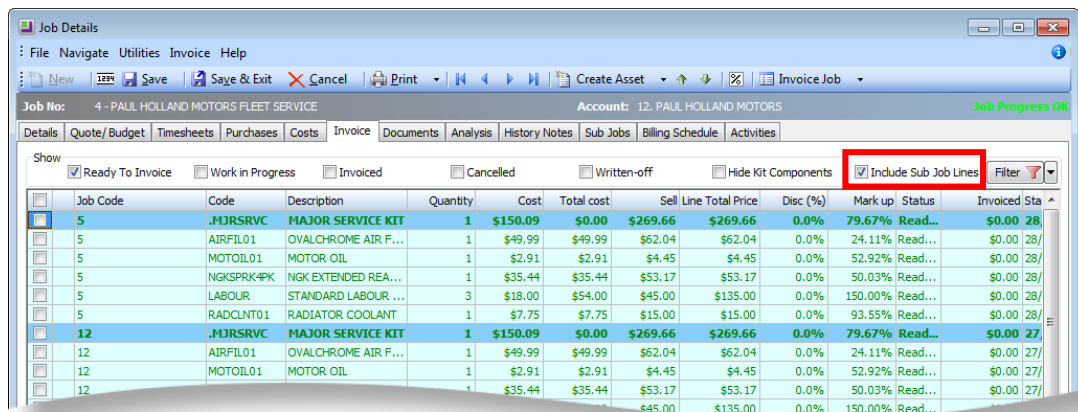 Job Details
File Navigate Utilities Invoice Help
New 1234 Save Save & Exit Cancel Print Create Asset % Invoice Job
Job No: 4 - PAUL HOLLAND MOTORS FLEET SERVICE Account: 12. PAUL HOLLAND MOTORS Job Progress OK
Details Quote/Budget Timesheets Purchases Costs Invoice Documents Analysis History Notes Sub Jobs Billing Schedule Activities
Show
Ready To Invoice Work in Progress Invoiced Cancelled Written-off Hide Kit Components Include Sub Job Lines Filter
Job Code Code Description Quantity Cost Total cost Sell Line Total Price Disc (%) Mark up Status Invoiced Sta
5 .MJRSRVC MAJOR SERVICE KIT 1 $150.09 $0.00 $269.66 $269.66 0.0% 79.67% Read... $0.00 28,
5 AIRFIL01 OVALCHROME AIR F... 1 $49.99 $49.99 $62.04 $62.04 0.0% 24.11% Read... $0.00 28/
5 MOTOIL01 MOTOR OIL 1 $2.91 $2.91 $4.45 $4.45 0.0% 52.92% Read... $0.00 28/
5 NGKSPRK4PK NGK EXTENDED REA... 1 $35.44 $35.44 $53.17 $53.17 0.0% 50.03% Read... $0.00 28/
5 LABOUR STANDARD LABOUR ... 3 $18.00 $54.00 $45.00 $135.00 0.0% 150.00% Read... $0.00 28/
5 RADCLNT01 RADIATOR COOLANT 1 $7.75 $7.75 $15.00 $15.00 0.0% 93.55% Read... $0.00 28/
12 .MJRSRVC MAJOR SERVICE KIT 1 $150.09 $0.00 $269.66 $269.66 0.0% 79.67% Read... $0.00 27,
12 AIRFIL01 OVALCHROME AIR F... 1 $49.99 $49.99 $62.04 $62.04 0.0% 24.11% Read... $0.00 27/
12 MOTOIL01 MOTOR OIL 1 $2.91 $2.91 $4.45 $4.45 0.0% 52.92% Read... $0.00 27/
12 1 $35.44 $35.44 $53.17 $53.17 0.0% 50.03% Read... $0.00 27/
$45.00 $135.00 0.0% 150.00% Read...